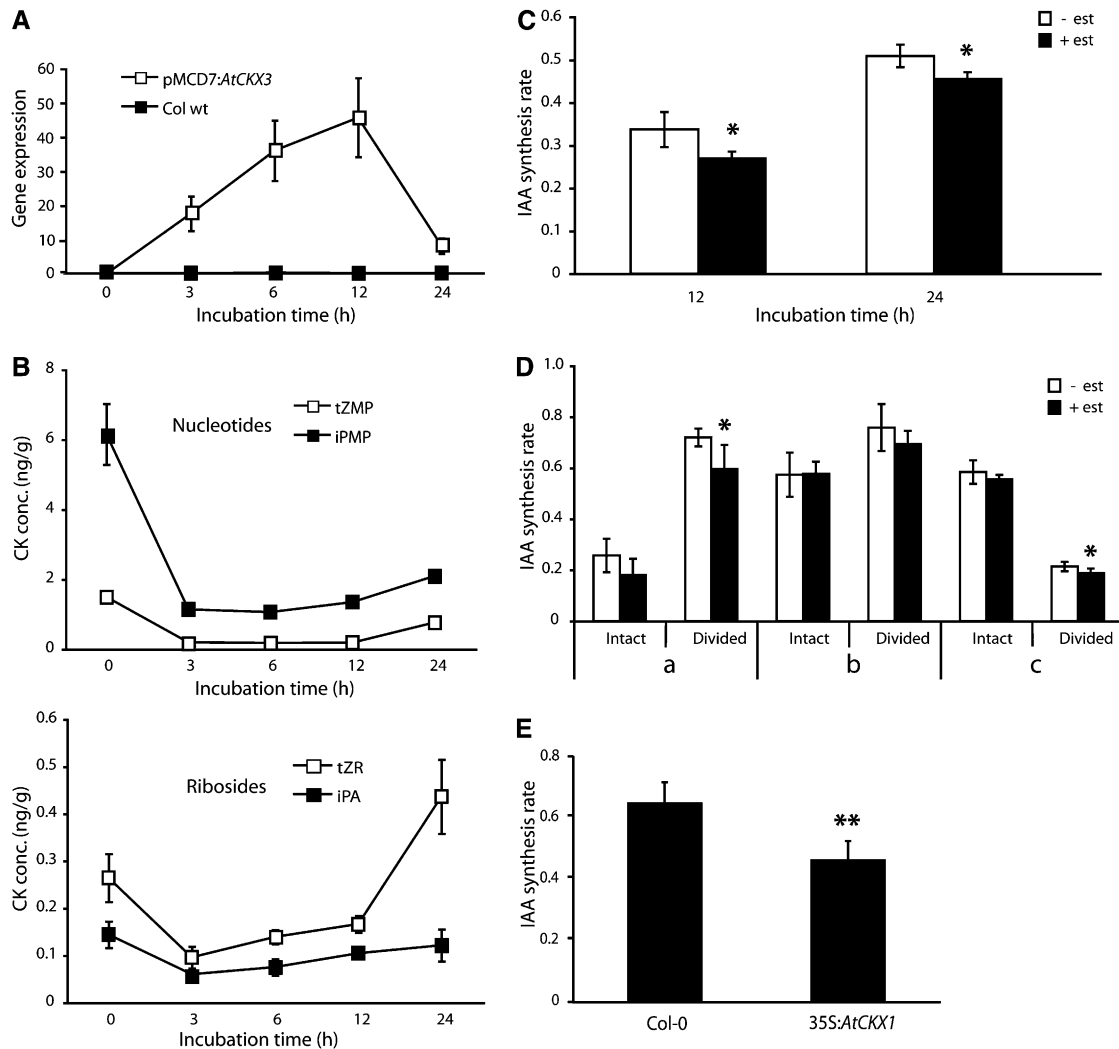 A
60
50
40
30
20
10
0
Gene expression
pMCD7:AtCKX3
Col wt
0 3 6 12 24
Incubation time (h)
B
8
6
4
2
0
CK conc. (ng/g)
Nucleotides
tZMP
iPMP
0 3 6 12 24
Incubation time (h)
0.6
0.5
0.4
0.3
0.2
0.1
0
CK conc. (ng/g)
Ribosides
tZR
iPA
0 3 6 12 24
Incubation time (h)
C
0.6
0.5
0.4
0.3
0.2
0.1
0
IAA synthesis rate
- est
+ est
*
*
12 24
Incubation time (h)
D
1.0
0.8
0.6
0.4
0.2
0
IAA synthesis rate
- est
+ est
*
*
Intact Divided Intact Divided Intact Divided
a b c
E
0.8
0.6
0.4
0.2
0
IAA synthesis rate
**
Col-0 35S:AtCKX1